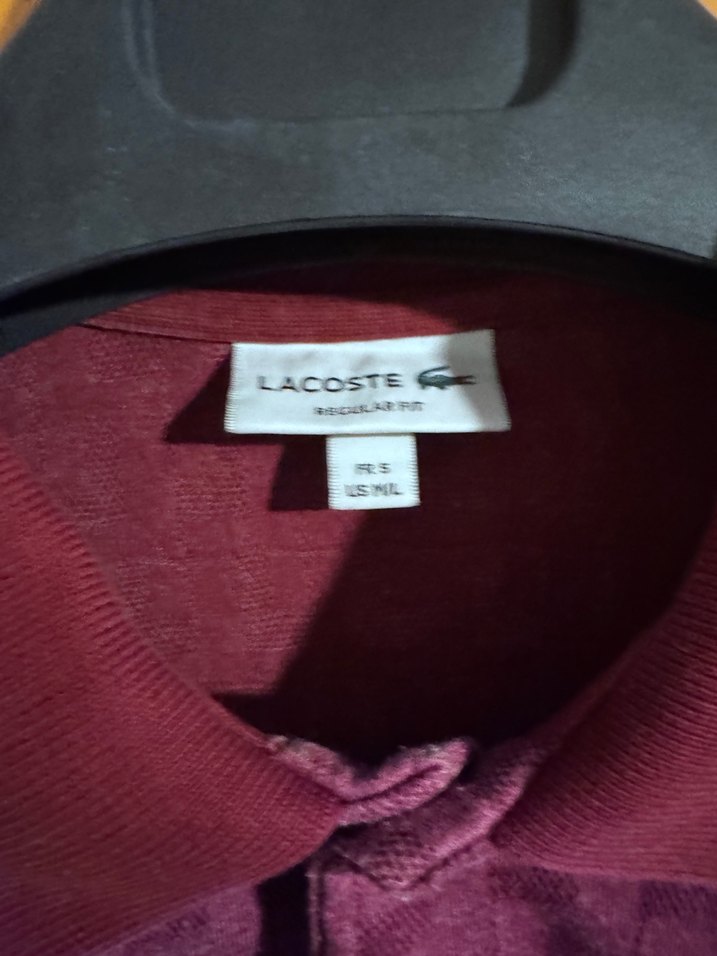 LACOSTE
REGULAR FIT
FR 5
US M/L